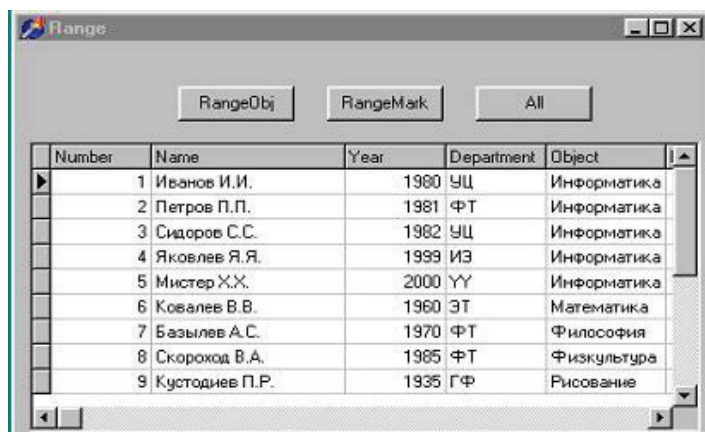 Range
RangeObj RangeMark All
Number Name Year Department Object
1 Иванов И.И. 1980 УЦ Информатика
2 Петров П.П. 1981 ФТ Информатика
3 Сидоров С.С. 1982 УЦ Информатика
4 Яковлев Я.Я. 1999 ИЭ Информатика
5 Мистер Х.Х. 2000 YY Информатика
6 Ковалев В.В. 1960 ЭТ Математика
7 Базылев А.С. 1970 ФТ Философия
8 Скороход В.А. 1985 ФТ Физкультура
9 Кустодиев П.Р. 1935 ГФ Рисование